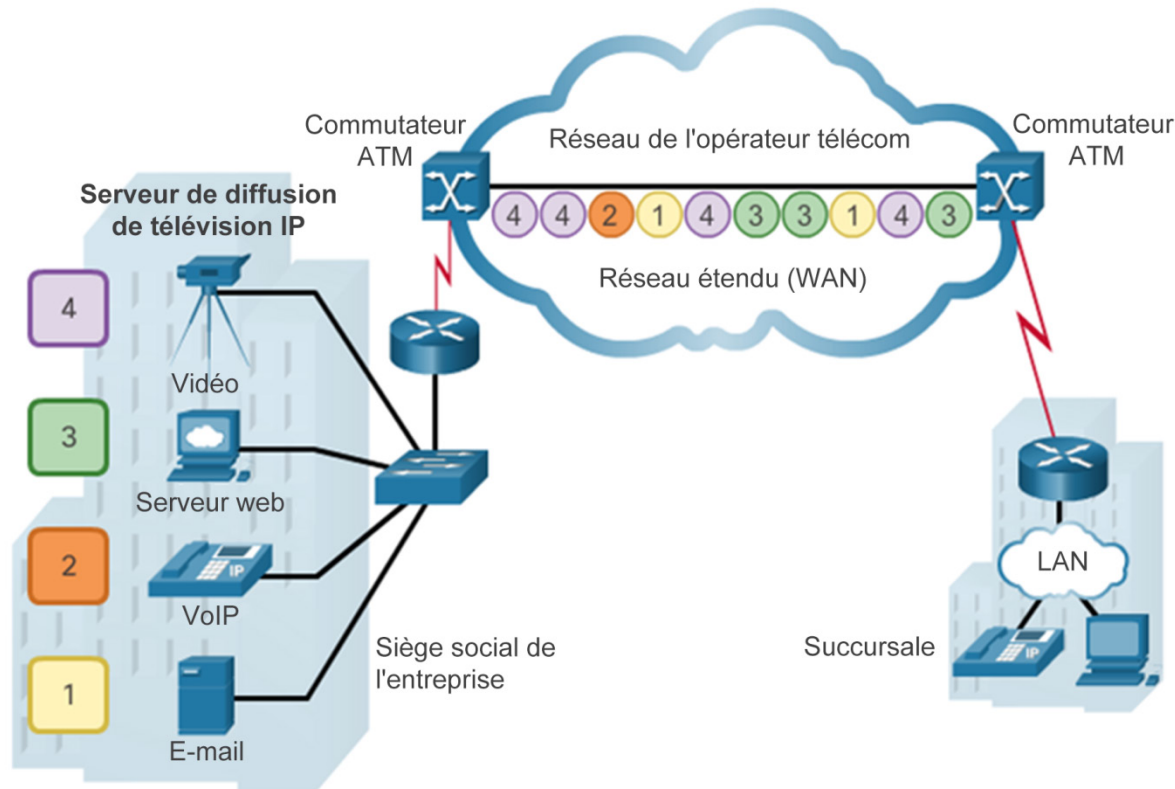 Commutateur
ATM
Réseau de l'opérateur télécom
Commutateur
ATM
4 4 2 1 4 3 3 1 4 3
Réseau étendu (WAN)
Serveur de diffusion
de télévision IP
4
Vidéo
3
Serveur web
2
IP
VoIP
1
E-mail
Siège social de
l'entreprise
LAN
Succursale
IP